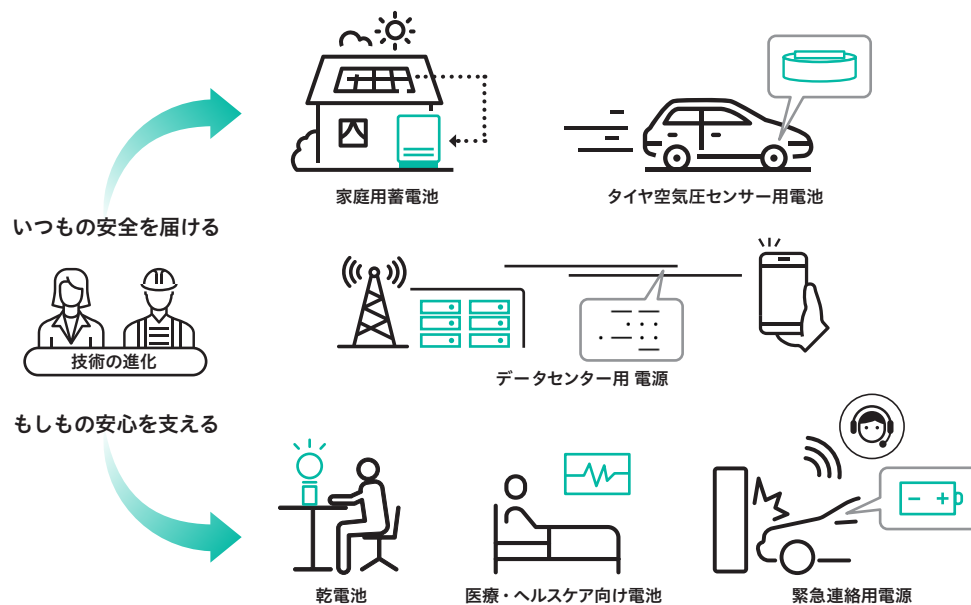 家庭用蓄電池
タイヤ空気圧センサー用電池
いつもの安全を届ける
技術の進化
データセンター用 電源
もしもの安心を支える
乾電池
医療・ヘルスケア向け電池
緊急連絡用電源